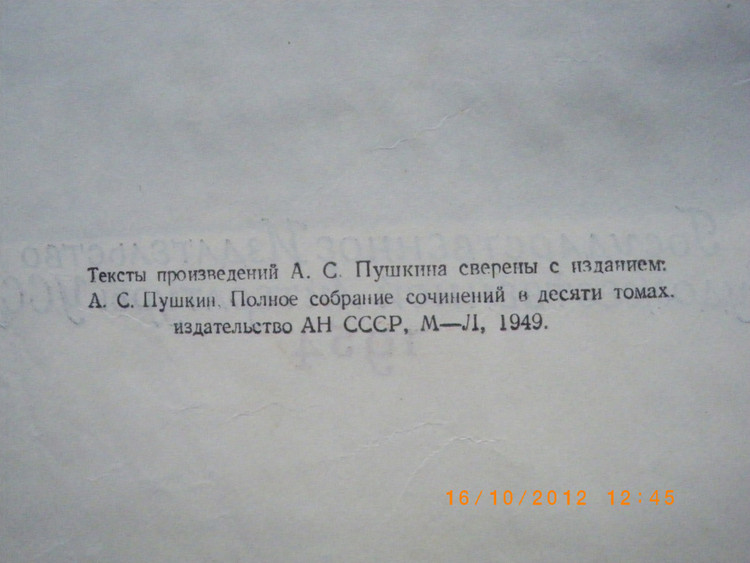 Тексты произведений А. С. Пушкина сверены с изданием:
А. С. Пушкин. Полное собрание сочинений в десяти томах.
издательство АН СССР, М—Л, 1949.
16/10/2012 12:45